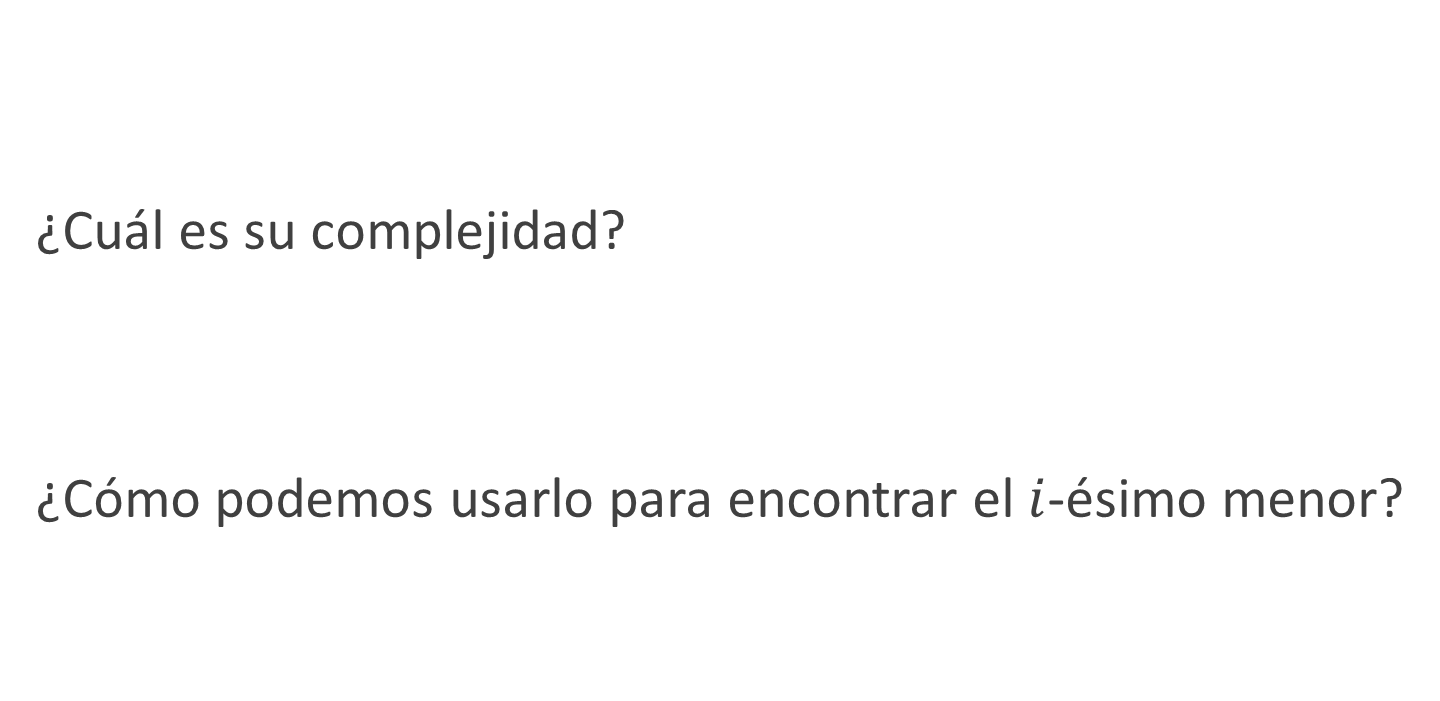 ¿Cuál es su complejidad?
¿Cómo podemos usarlo para encontrar el 𝑖-ésimo menor?